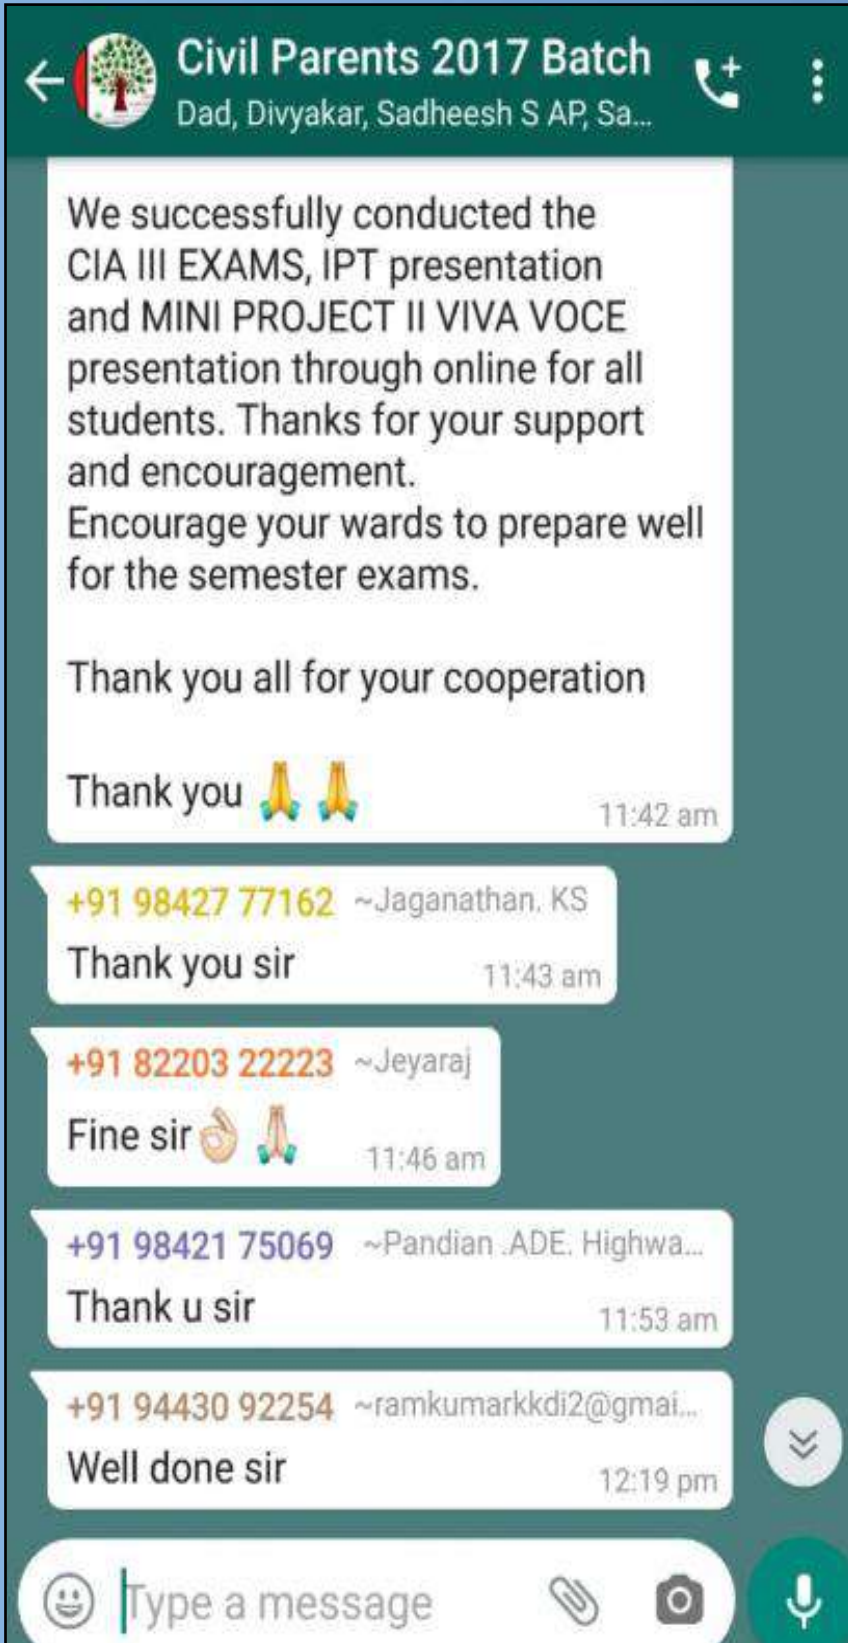 Civil Parents 2017 Batch
Dad, Divyakar, Sadheesh S AP, Sa...
We successfully conducted the
CIA III EXAMS, IPT presentation
and MINI PROJECT II VIVA VOCE
presentation through online for all
students. Thanks for your support
and encouragement.
Encourage your wards to prepare well
for the semester exams.
Thank you all for your cooperation
Thank you 🙏 🙏
11:42 am
+91 98427 77162 ~Jaganathan. KS
Thank you sir 11:43 am
+91 82203 22223 ~Jeyaraj
Fine sir👌🏻 🙏🏻 11:46 am
+91 98421 75069 ~Pandian .ADE. Highwa...
Thank u sir 11:53 am
+91 94430 92254 ~ramkumarkkdi2@gmai...
Well done sir 12:19 pm
Type a message